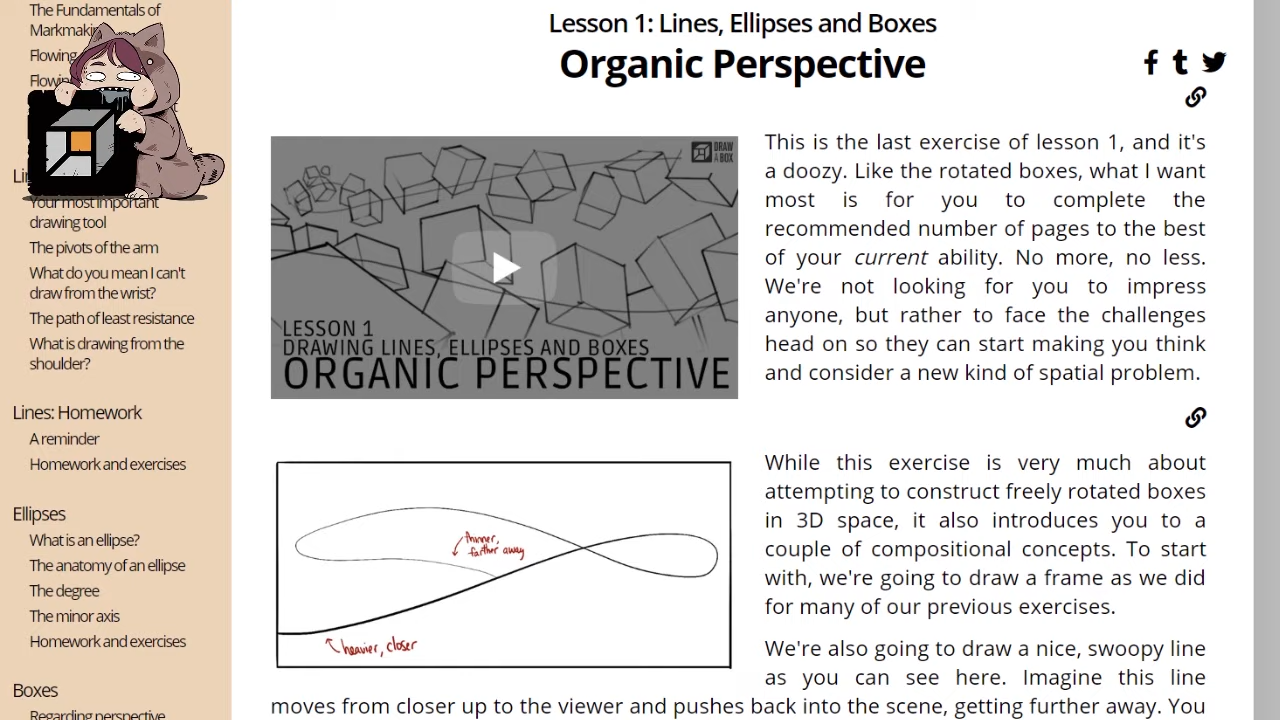 The Fundamentals of
Markmaking
Flowing
Flowing
Your most important
drawing tool
The pivots of the arm
What do you mean I can't
draw from the wrist?
The path of least resistance
What is drawing from the
shoulder?
Lines: Homework
A reminder
Homework and exercises
Ellipses
What is an ellipse?
The anatomy of an ellipse
The degree
The minor axis
Homework and exercises
Boxes
Regarding perspective
Lesson 1: Lines, Ellipses and Boxes
Organic Perspective
DRAW
A BOX
LESSON 1
DRAWING LINES, ELLIPSES AND BOXES
ORGANIC PERSPECTIVE
This is the last exercise of lesson 1, and it's
a doozy. Like the rotated boxes, what I want
most is for you to complete the
recommended number of pages to the best
of your current ability. No more, no less.
We're not looking for you to impress
anyone, but rather to face the challenges
head on so they can start making you think
and consider a new kind of spatial problem.
thinner,
farther away
heavier, closer
While this exercise is very much about
attempting to construct freely rotated boxes
in 3D space, it also introduces you to a
couple of compositional concepts. To start
with, we're going to draw a frame as we did
for many of our previous exercises.
We're also going to draw a nice, swoopy line
as you can see here. Imagine this line
moves from closer up to the viewer and pushes back into the scene, getting further away. You